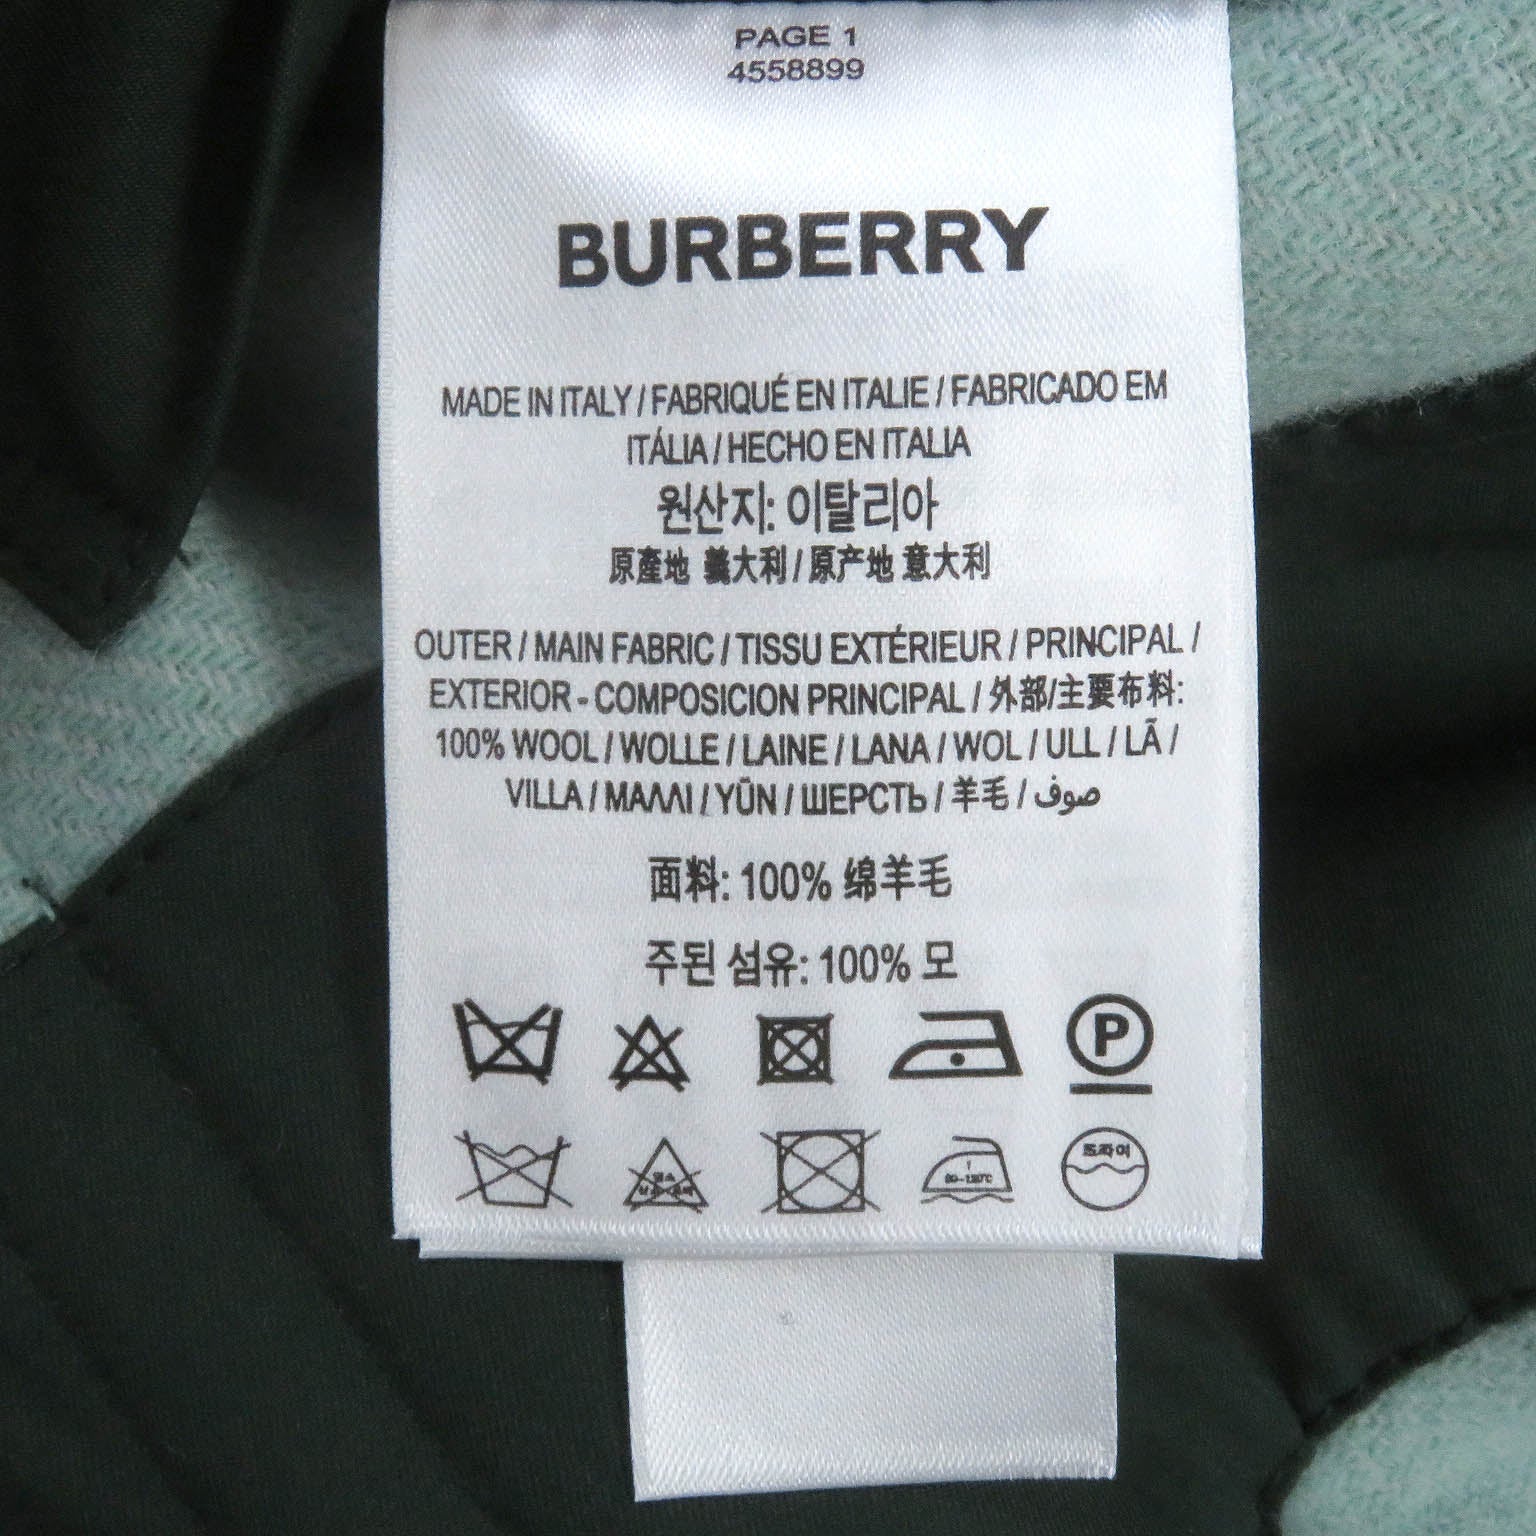 PAGE 1
4558899
BURBERRY
MADE IN ITALY / FABRIQUÉ EN ITALIE / FABRICADO EM
ITÁLIA / HECHO EN ITALIA
원산지: 이탈리아
原產地 義大利 / 原产地 意大利
OUTER / MAIN FABRIC / TISSU EXTÉRIEUR / PRINCIPAL /
EXTERIOR - COMPOSICION PRINCIPAL / 外部/主要布料:
100% WOOL / WOLLE / LAINE / LANA / WOL / ULL / LÃ /
VILLA / ΜΑΛΛΙ / YÜN / ШЕРСТЬ / 羊毛 / صوف
面料: 100% 绵羊毛
주된 섬유: 100% 모
P
드라이